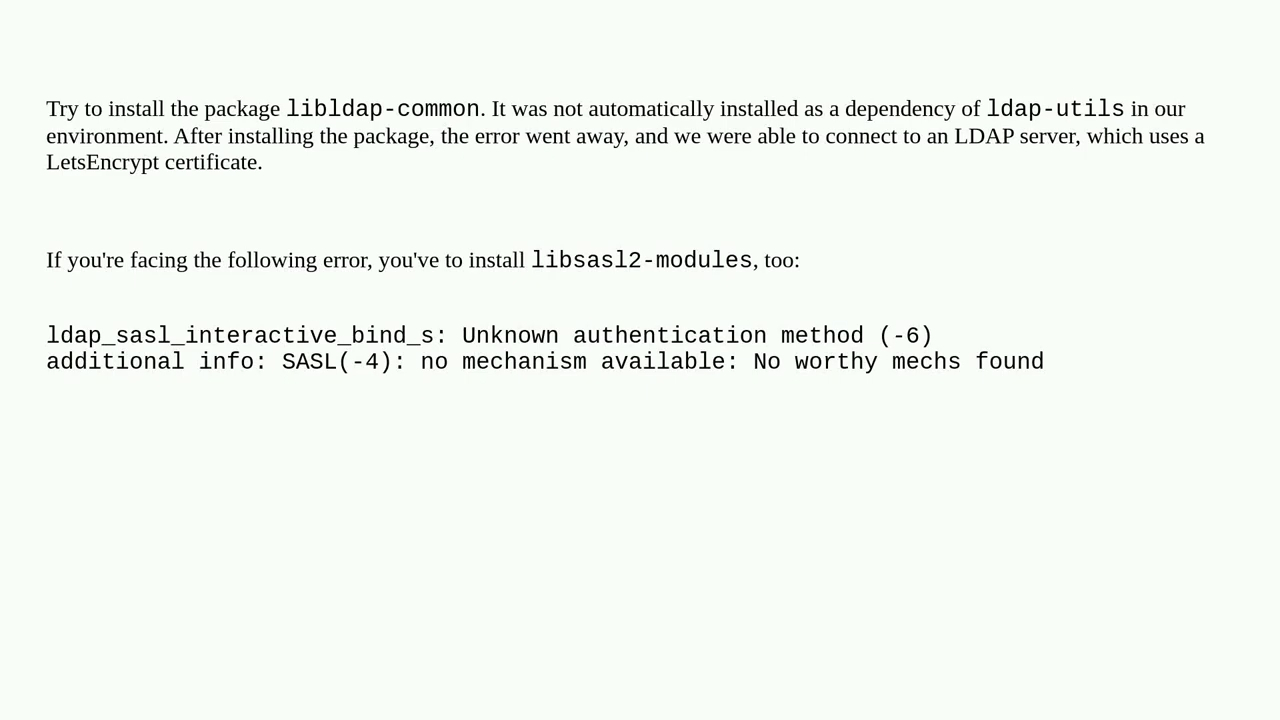 Try to install the package libldap-common. It was not automatically installed as a dependency of ldap-utils in our
environment. After installing the package, the error went away, and we were able to connect to an LDAP server, which uses a
LetsEncrypt certificate.
If you're facing the following error, you've to install libsasl2-modules, too:
ldap_sasl_interactive_bind_s: Unknown authentication method (-6)
additional info: SASL(-4): no mechanism available: No worthy mechs found